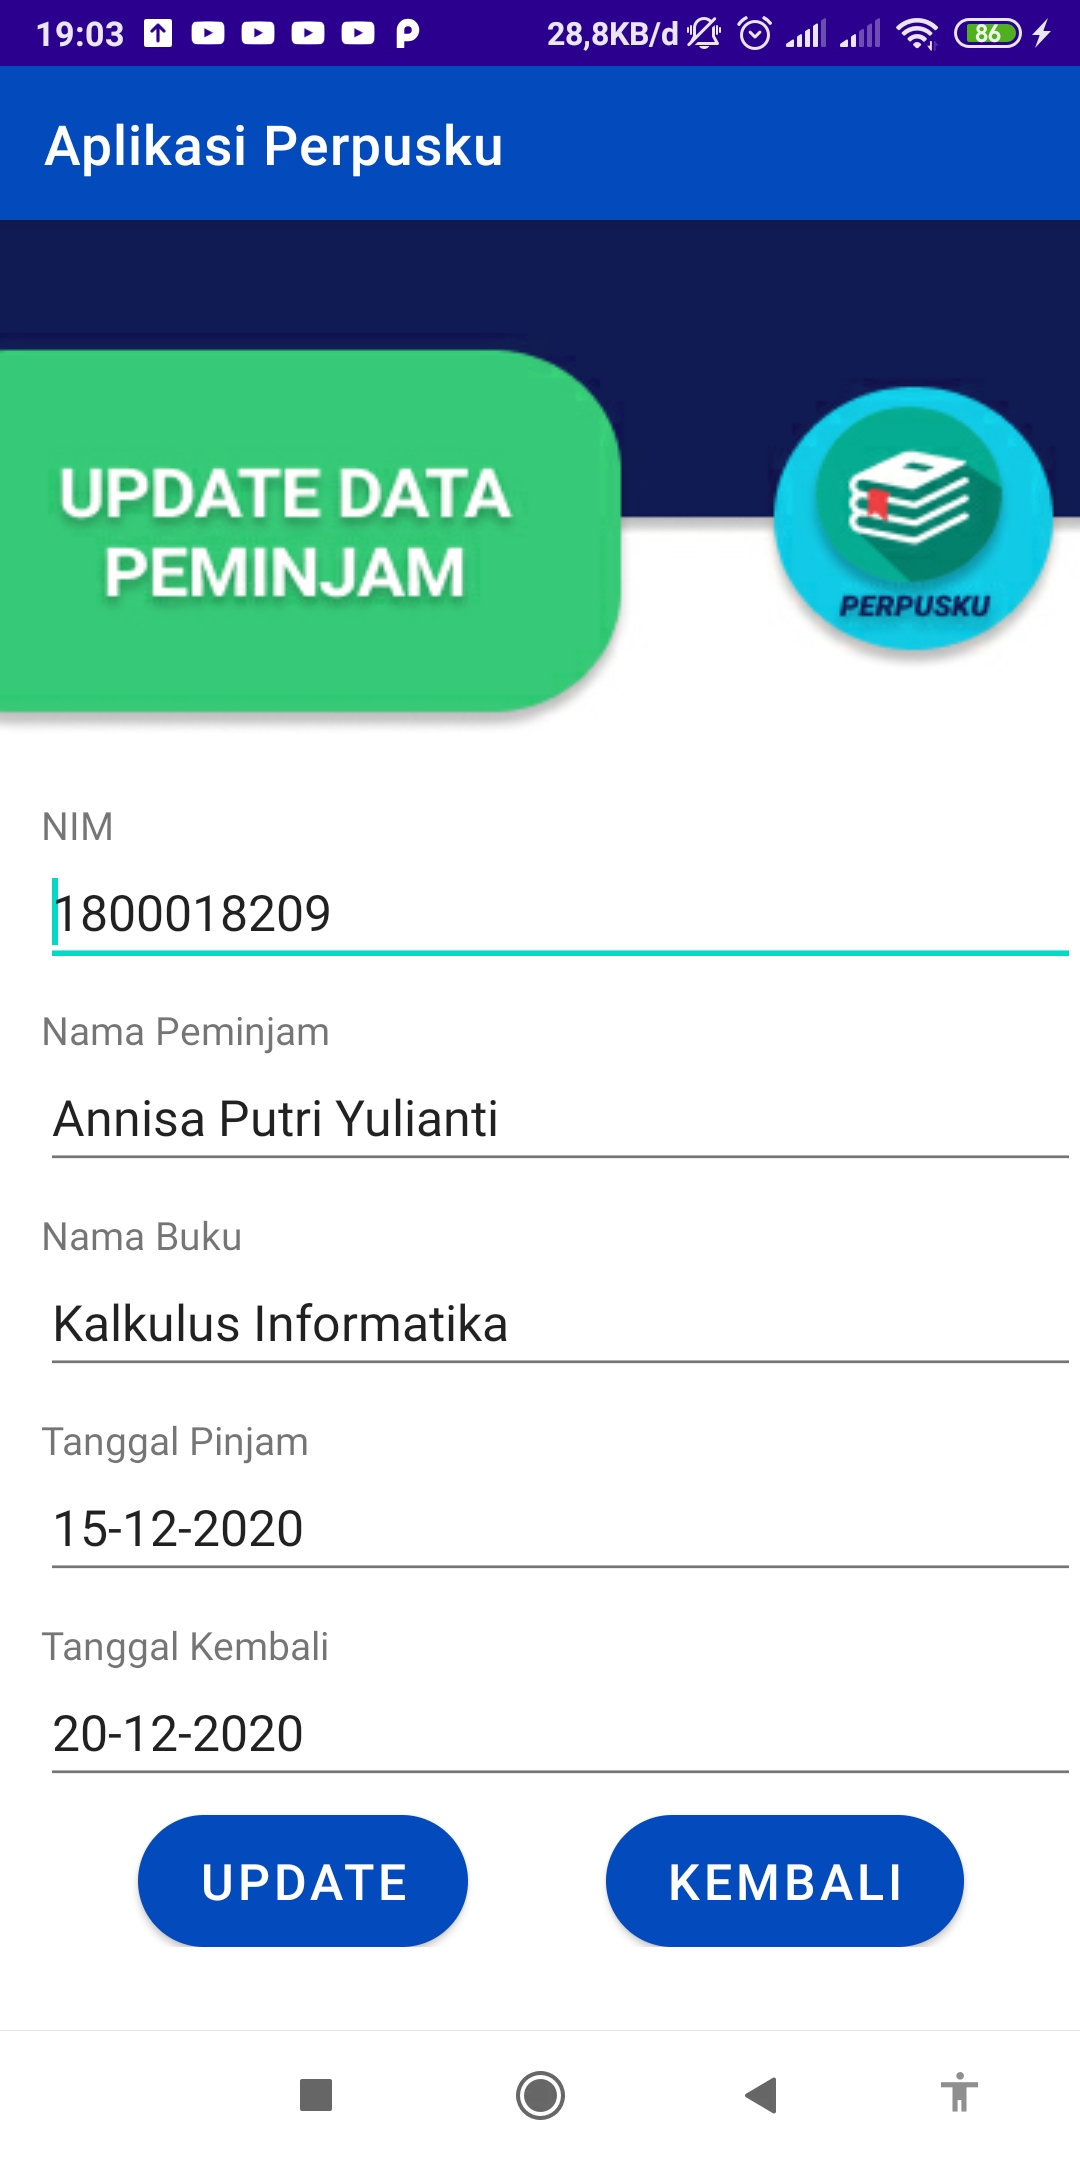 19:03 28,8KB/d 86
Aplikasi Perpusku
UPDATE DATA
PEMINJAM
PERPUSKU
NIM
1800018209
Nama Peminjam
Annisa Putri Yulianti
Nama Buku
Kalkulus Informatika
Tanggal Pinjam
15-12-2020
Tanggal Kembali
20-12-2020
UPDATE KEMBALI